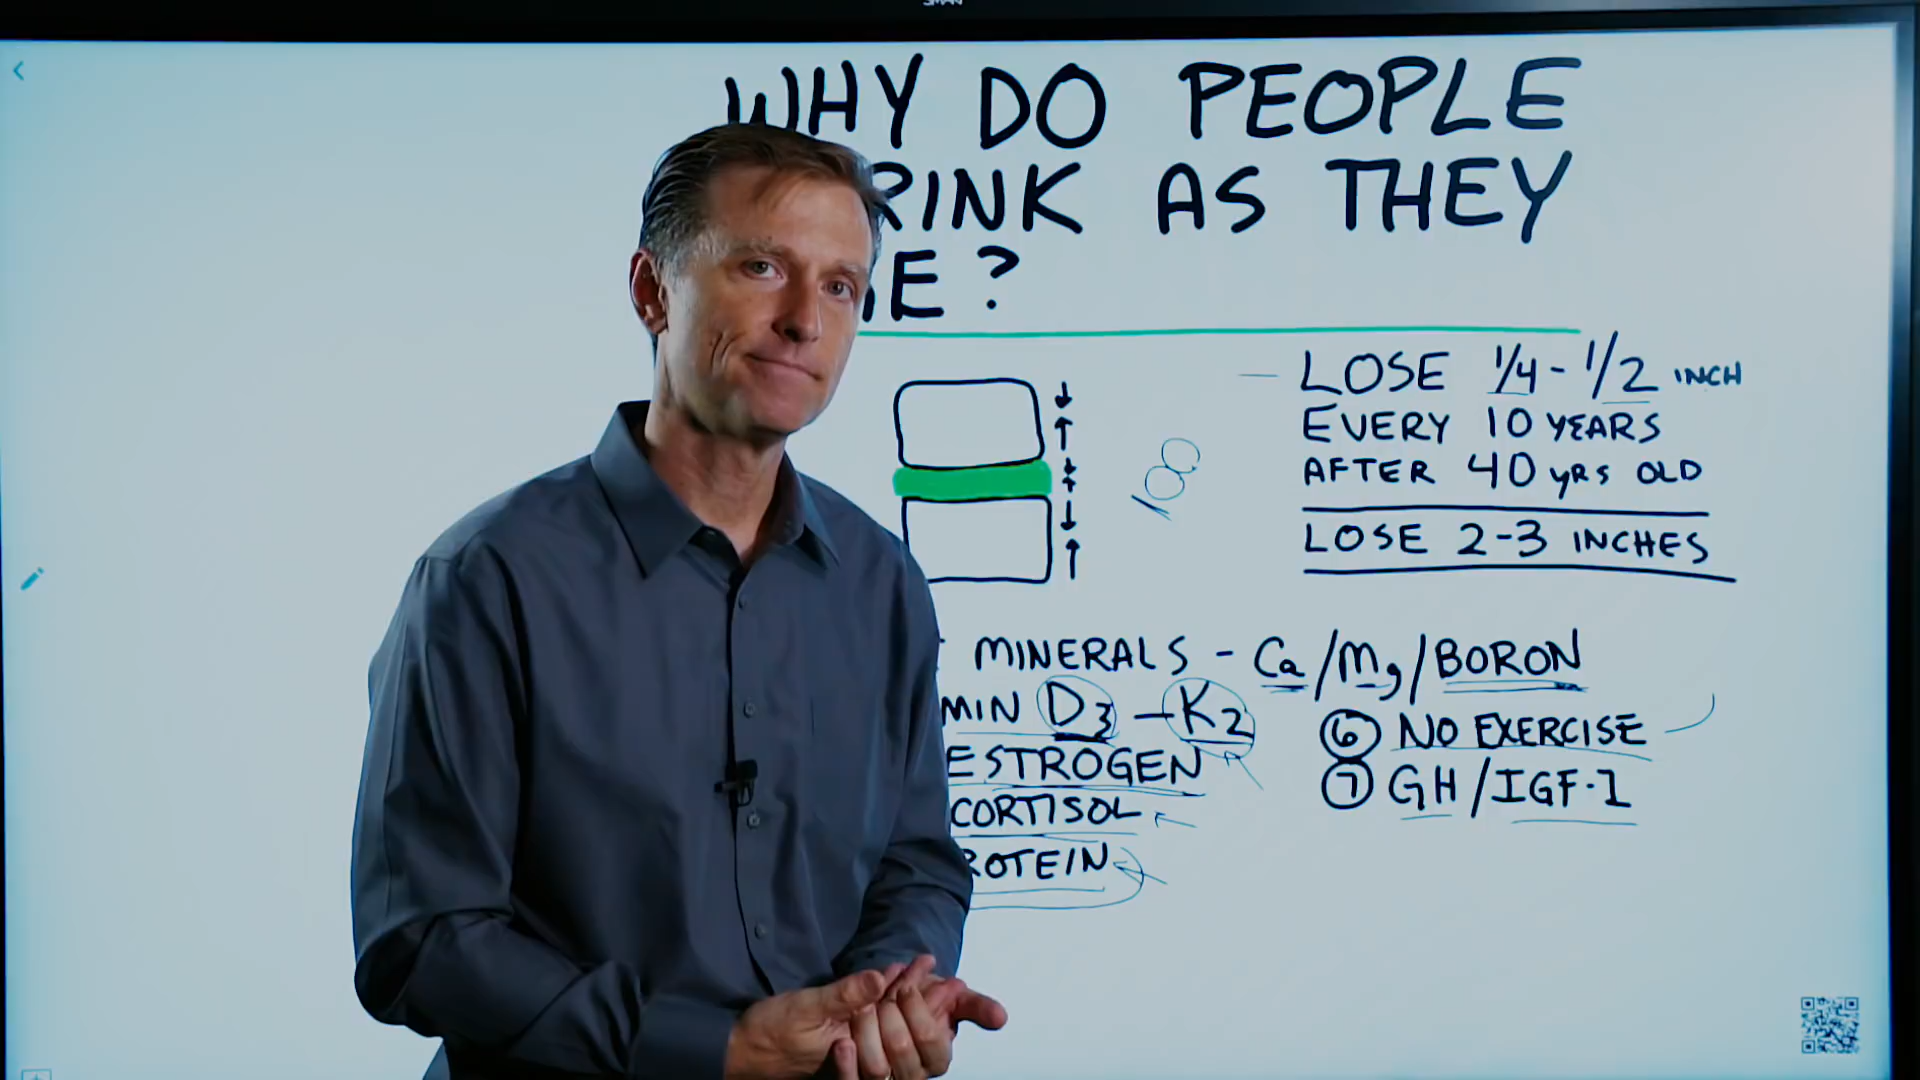 WHY DO PEOPLE
RINK AS THEY
E?
LOSE 1/4 - 1/2 INCH
EVERY 10 YEARS
AFTER 40 YRS OLD
LOSE 2-3 INCHES
100
MINERALS - Ca/Mg/BORON
MIN D3 - K2
ESTROGEN
CORTISOL
ROTEIN
6 NO EXERCISE
7 GH/IGF-1